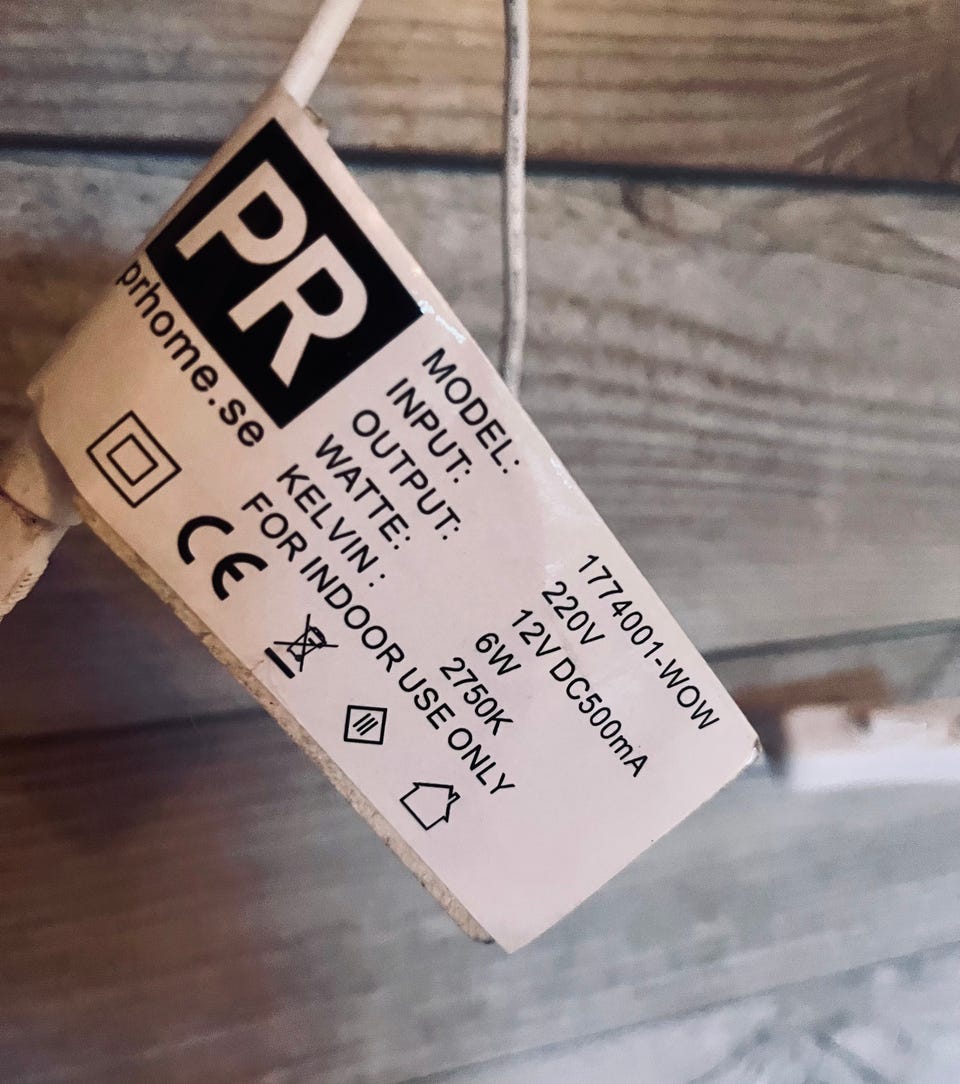 PR
prhome.se
MODEL: 1774001-WOW
INPUT: 220V
OUTPUT: 12V DC500mA
WATTE: 6W
KELVIN : 2750K
FOR INDOOR USE ONLY
CE